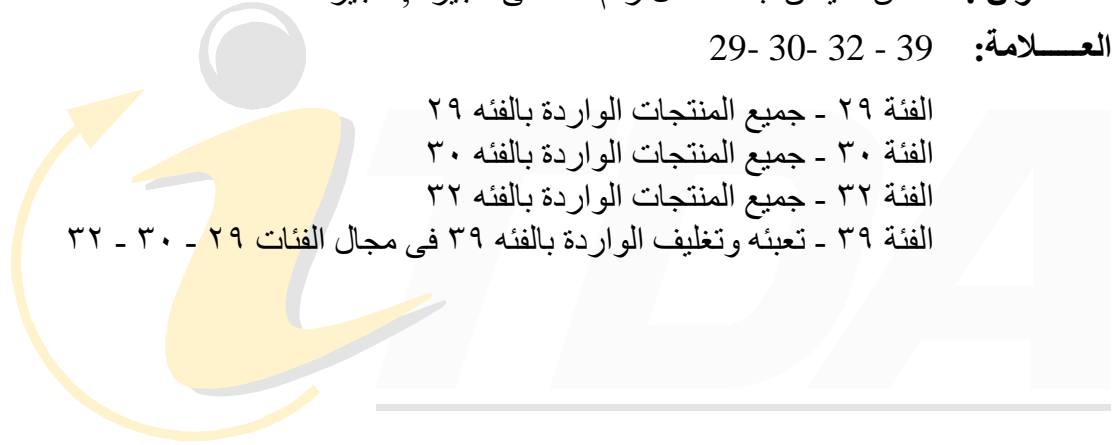 العـــــلامة: 29- 30- 32 - 39
الفئة ٢٩ - جميع المنتجات الواردة بالفئه ٢٩
الفئة ٣٠ - جميع المنتجات الواردة بالفئه ٣٠
الفئة ٣٢ - جميع المنتجات الواردة بالفئه ٣٢
الفئة ٣٩ - تعبئه وتغليف الواردة بالفئه ٣٩ فى مجال الفئات ٢٩ - ٣٠ - ٣٢
iTDA